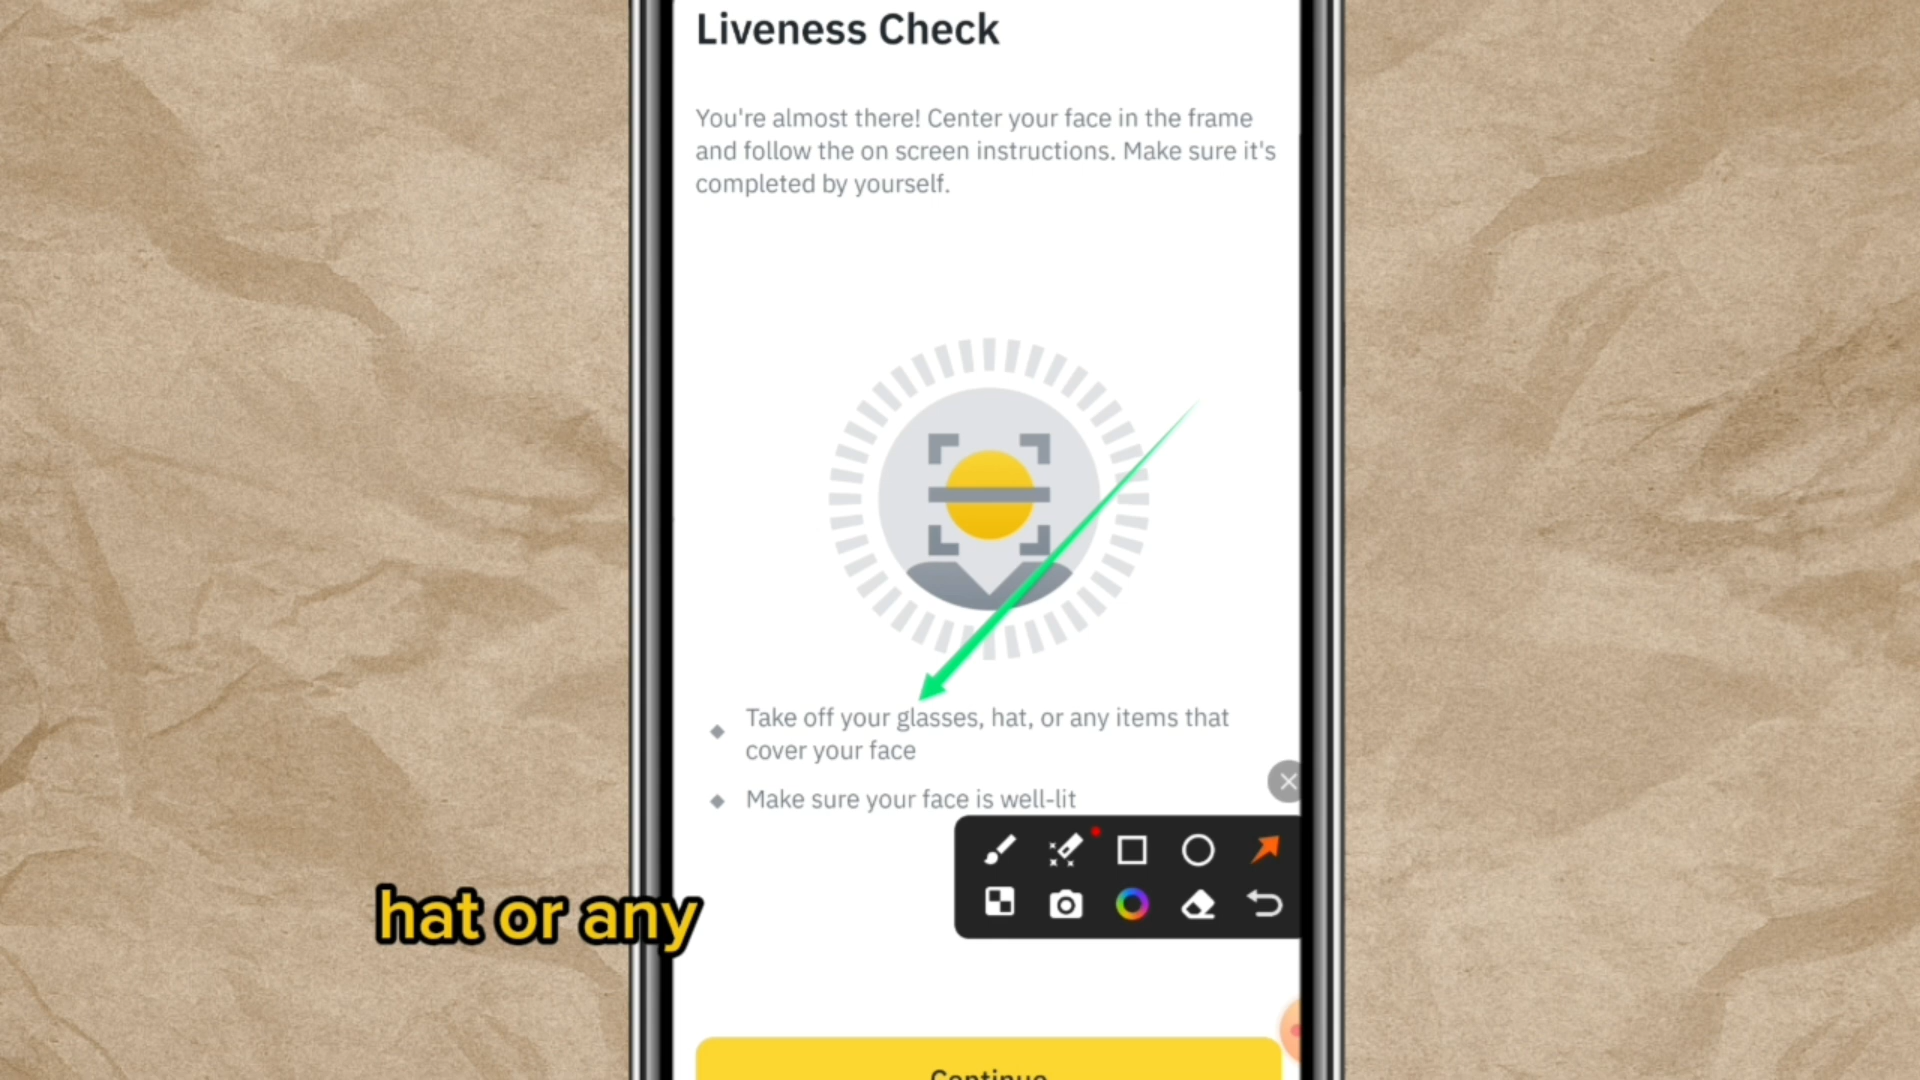 Liveness Check
You're almost there! Center your face in the frame
and follow the on screen instructions. Make sure it's
completed by yourself.
Take off your glasses, hat, or any items that
cover your face
Make sure your face is well-lit
hat or any
Continue